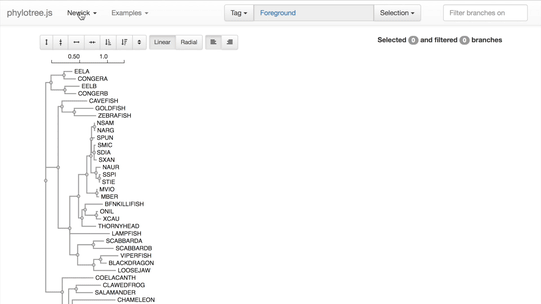 phylotree.js Newick Examples Tag Foreground Selection Filter branches on
Linear Radial Selected 0 and filtered 0 branches
0.50 1.0
EELA
CONGERA
EELB
CONGERB
CAVEFISH
GOLDFISH
ZEBRAFISH
NSAM
NARG
SPUN
SMIC
SDIA
SXAN
NAUR
SSPI
STIE
MVIO
MBER
BFNKILLIFISH
ONIL
XCAU
THORNYHEAD
LAMPFISH
SCABBARDA
SCABBARDB
VIPERFISH
BLACKDRAGON
LOOSEJAW
COELACANTH
CLAWEDFROG
SALAMANDER
CHAMELEON